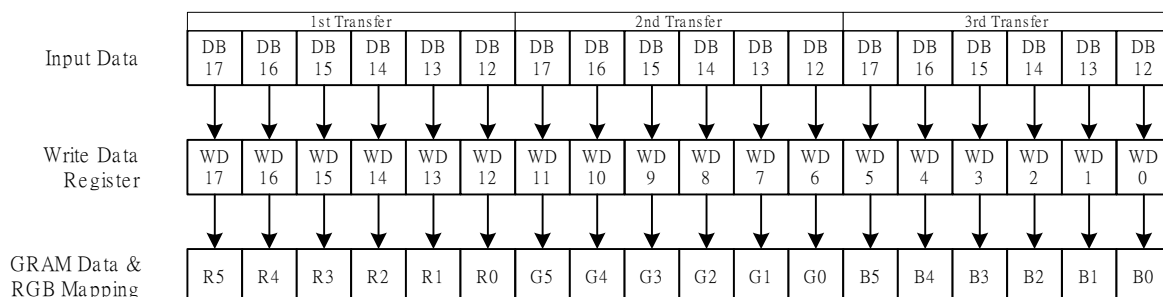 1st Transfer 2nd Transfer 3rd Transfer
Input Data
DB DB DB DB DB DB DB DB DB DB DB DB DB DB DB DB DB DB
17 16 15 14 13 12 17 16 15 14 13 12 17 16 15 14 13 12
Write Data
Register
WD WD WD WD WD WD WD WD WD WD WD WD WD WD WD WD WD WD
17 16 15 14 13 12 11 10 9 8 7 6 5 4 3 2 1 0
GRAM Data &
RGB Mapping
R5 R4 R3 R2 R1 R0 G5 G4 G3 G2 G1 G0 B5 B4 B3 B2 B1 B0